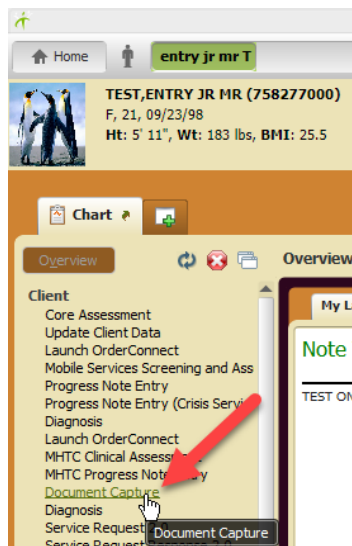 Home
entry jr mr T
TEST,ENTRY JR MR (758277000)
F, 21, 09/23/98
Ht: 5' 11", Wt: 183 lbs, BMI: 25.5
Chart
Overview
Overview
Client
Core Assessment
Update Client Data
Launch OrderConnect
Mobile Services Screening and Ass
Progress Note Entry
Progress Note Entry (Crisis
Diagnosis
Launch OrderConnect
MHTC Clinical
MHTC Progress
Document Capture
Diagnosis
Service Request
Document Capture
Service Request
My L
Note
TEST ON